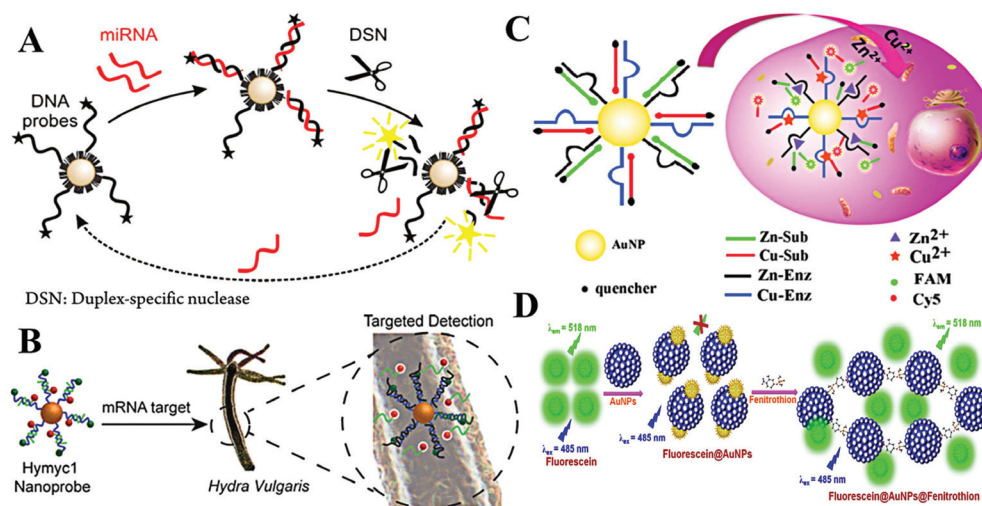 A
miRNA
DSN
DNA
probes
DSN: Duplex-specific nuclease
B
mRNA target
Hymyc1
Nanoprobe
Hydra Vulgaris
Targeted Detection
C
Cu2+
Zn2+
AuNP
quencher
Zn-Sub
Cu-Sub
Zn-Enz
Cu-Enz
Zn2+
Cu2+
FAM
Cy5
D
λem = 518 nm
AuNPs
λex = 485 nm
Fluorescein
λex = 485 nm
Fluorescein@AuNPs
Fenitrothion
λem = 518 nm
λex = 485 nm
Fluorescein@AuNPs@Fenitrothion